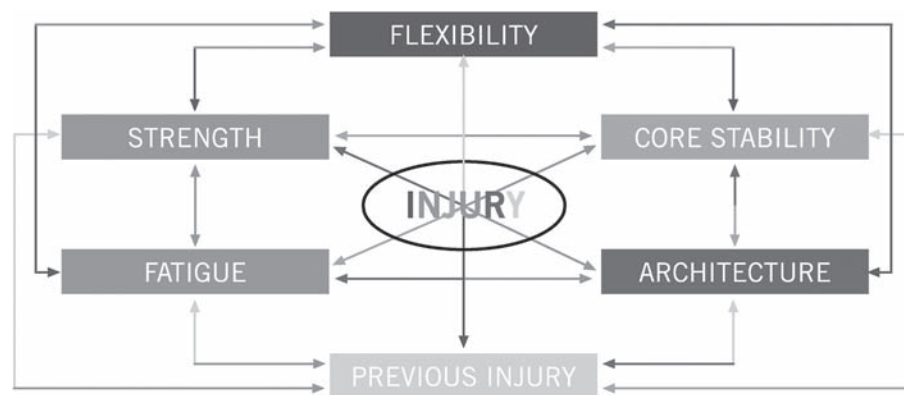 FLEXIBILITY
STRENGTH
CORE STABILITY
INJURY
FATIGUE
ARCHITECTURE
PREVIOUS INJURY